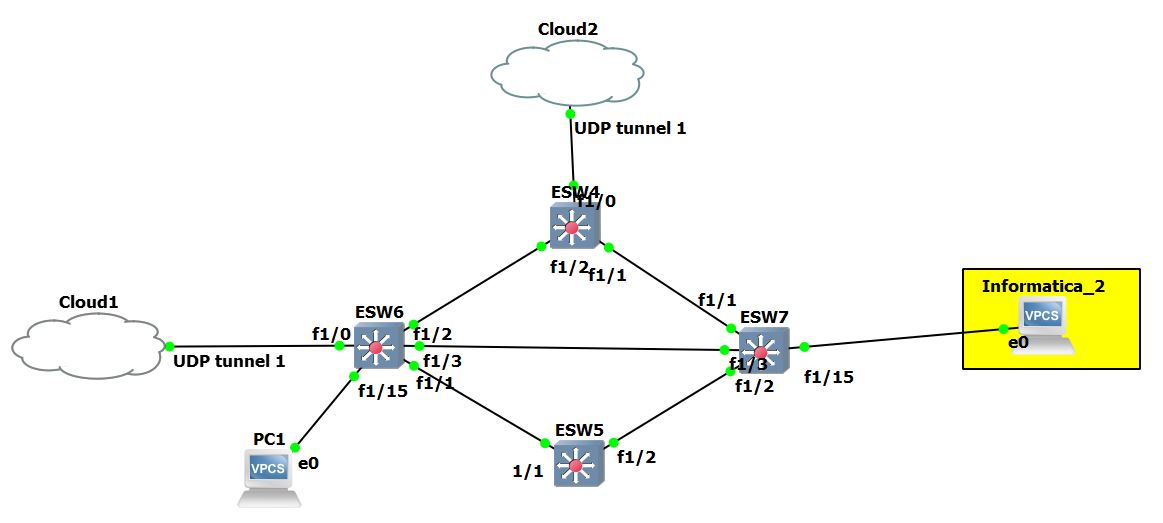 Cloud2
UDP tunnel 1
ESW4
f1/0
f1/2
f1/1
Informatica_2
VPCS
e0
Cloud1
UDP tunnel 1
f1/0
ESW6
f1/2
f1/3
f1/1
f1/15
f1/1
ESW7
f1/3
f1/2
f1/15
PC1
VPCS
e0
ESW5
1/1
f1/2